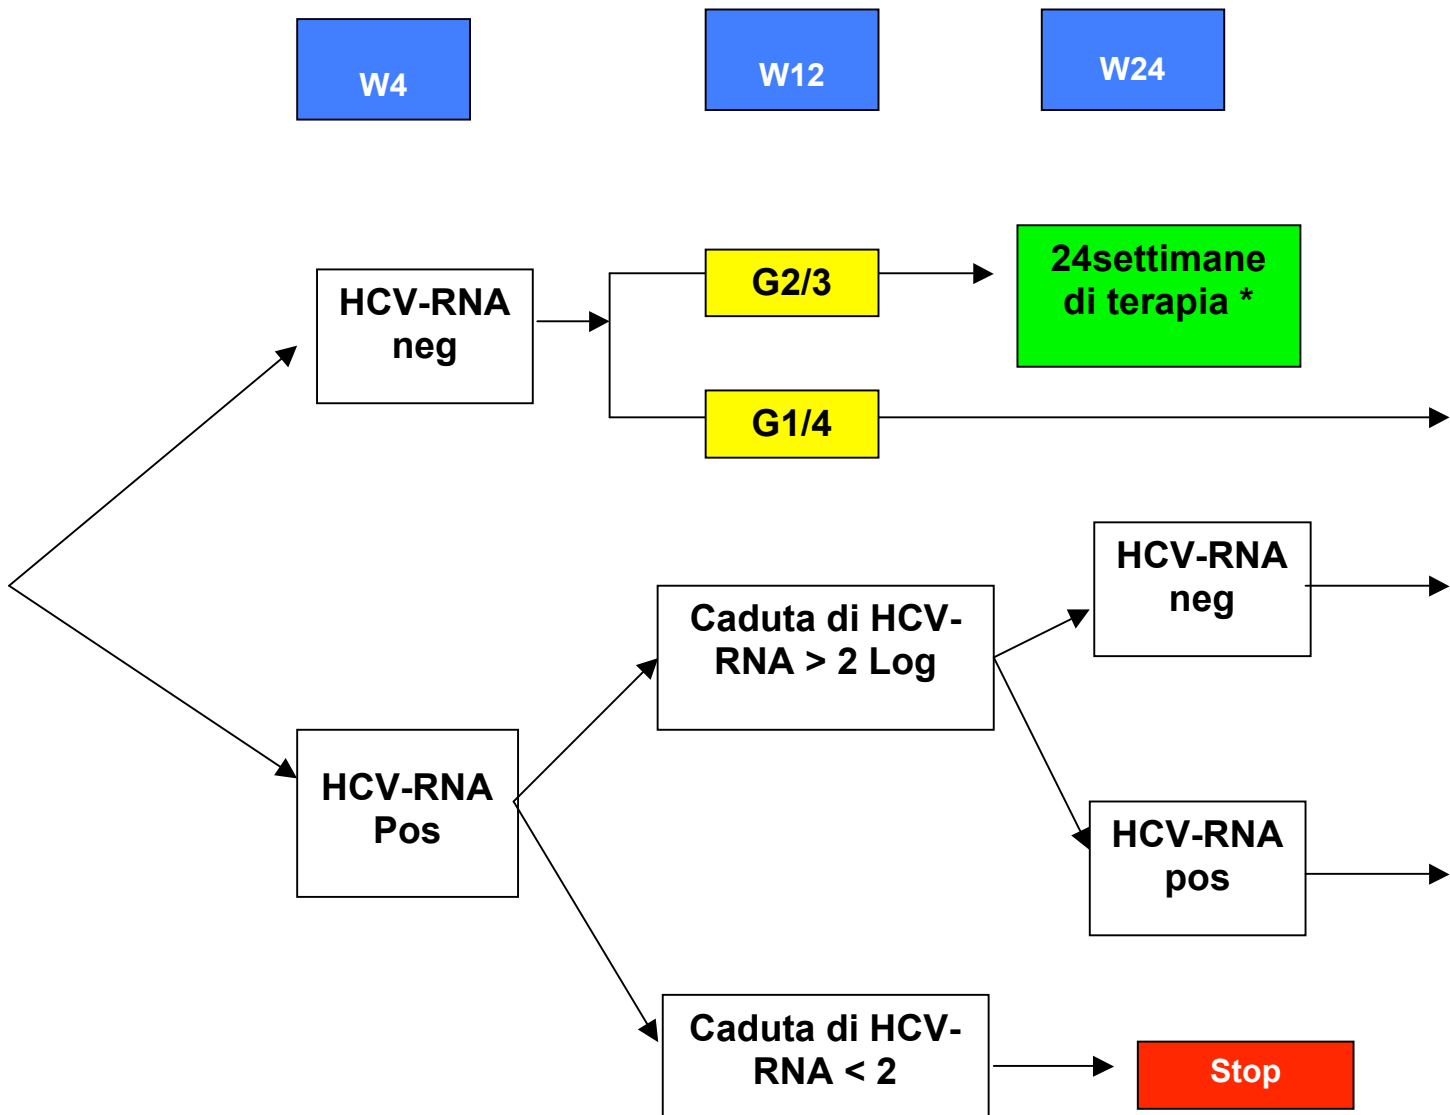 W4
W12
W24
HCV-RNA
neg
G2/3
24settimane
di terapia *
G1/4
HCV-RNA
neg
Caduta di HCV-
RNA > 2 Log
HCV-RNA
Pos
HCV-RNA
pos
Caduta di HCV-
RNA < 2
Stop